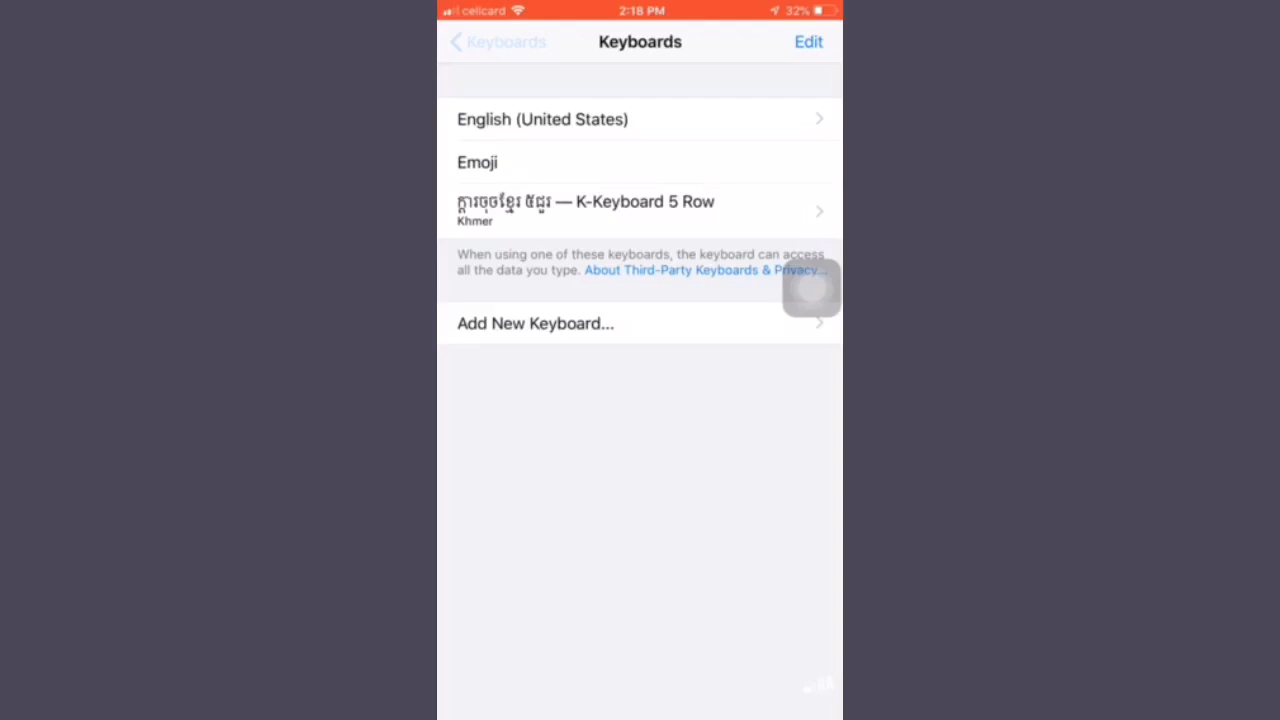 cellcard 2:18 PM 32%
Keyboards Keyboards Edit
English (United States)
Emoji
ក្ដារចុចខ្មែរ ៥ជួរ — K-Keyboard 5 Row
Khmer
When using one of these keyboards, the keyboard can access
all the data you type. About Third-Party Keyboards & Privacy...
Add New Keyboard...